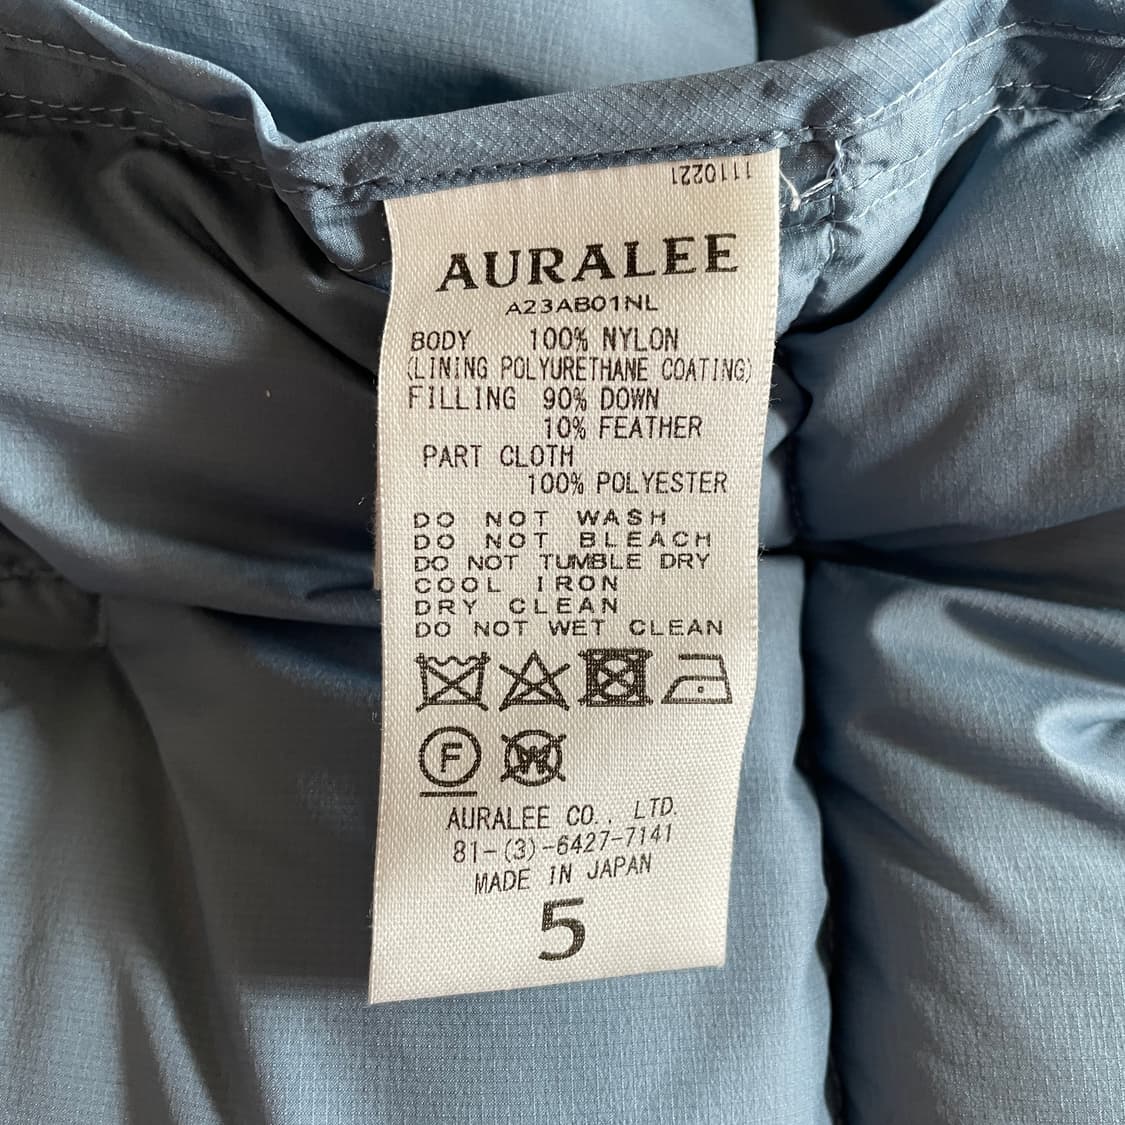 1110221
AURALEE
A23AB01NL
BODY 100% NYLON
(LINING POLYURETHANE COATING)
FILLING 90% DOWN
10% FEATHER
PART CLOTH
100% POLYESTER
DO NOT WASH
DO NOT BLEACH
DO NOT TUMBLE DRY
COOL IRON
DRY CLEAN
DO NOT WET CLEAN
F W
AURALEE CO., LTD.
81-(3)-6427-7141
MADE IN JAPAN
5